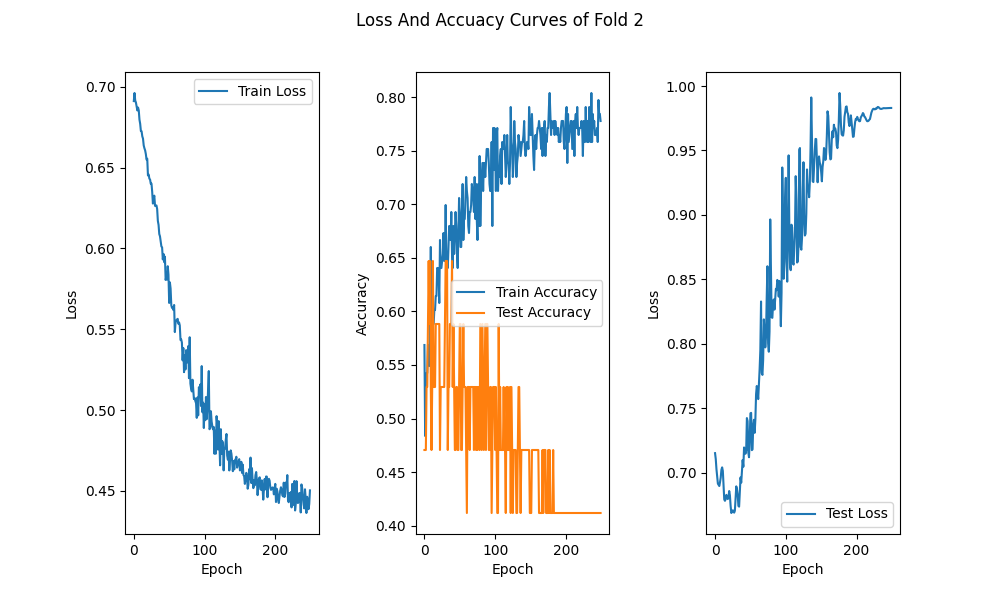 Loss And Accuacy Curves of Fold 2
0.70
0.65
0.60
0.55
0.50
0.45
Loss
0
100
200
Epoch
Train Loss
0.80
0.75
0.70
0.65
0.60
0.55
0.50
0.45
0.40
Accuracy
0
100
200
Epoch
Train Accuracy
Test Accuracy
1.00
0.95
0.90
0.85
0.80
0.75
0.70
Loss
0
100
200
Epoch
Test Loss